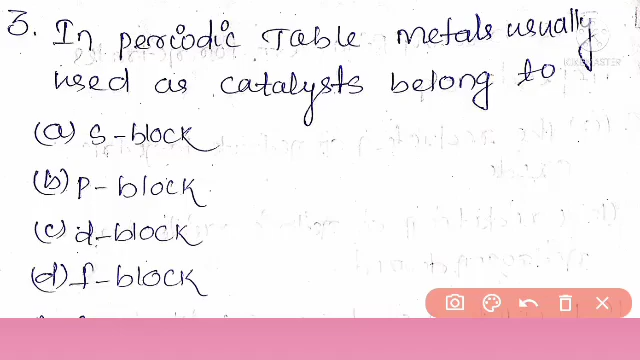 3. In periodic Table metals usually
used as catalysts belong to
(a) s-block
(b) p-block
(c) d-block
(d) f-block